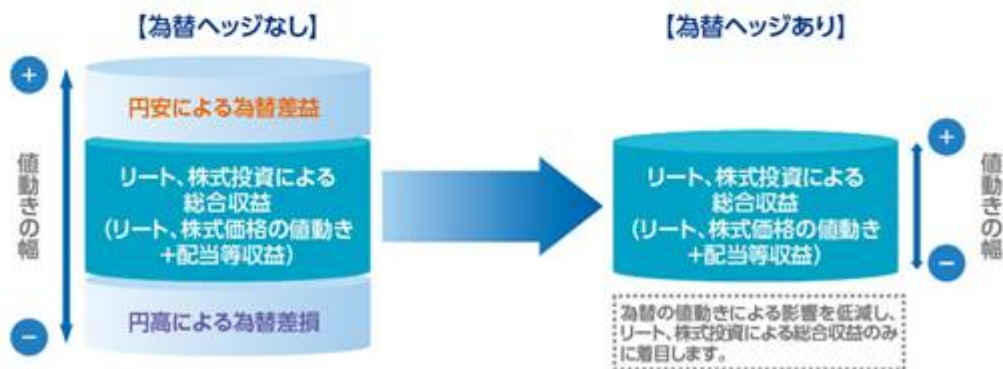 【為替ヘッジなし】
+
値動きの幅
−
円安による為替差益
リート、株式投資による
総合収益
(リート、株式価格の値動き
+配当等収益)
円高による為替差損
【為替ヘッジあり】
リート、株式投資による
総合収益
(リート、株式価格の値動き
+配当等収益)
+
値動きの幅
−
為替の値動きによる影響を低減し、
リート、株式投資による総合収益のみ
に着目します。